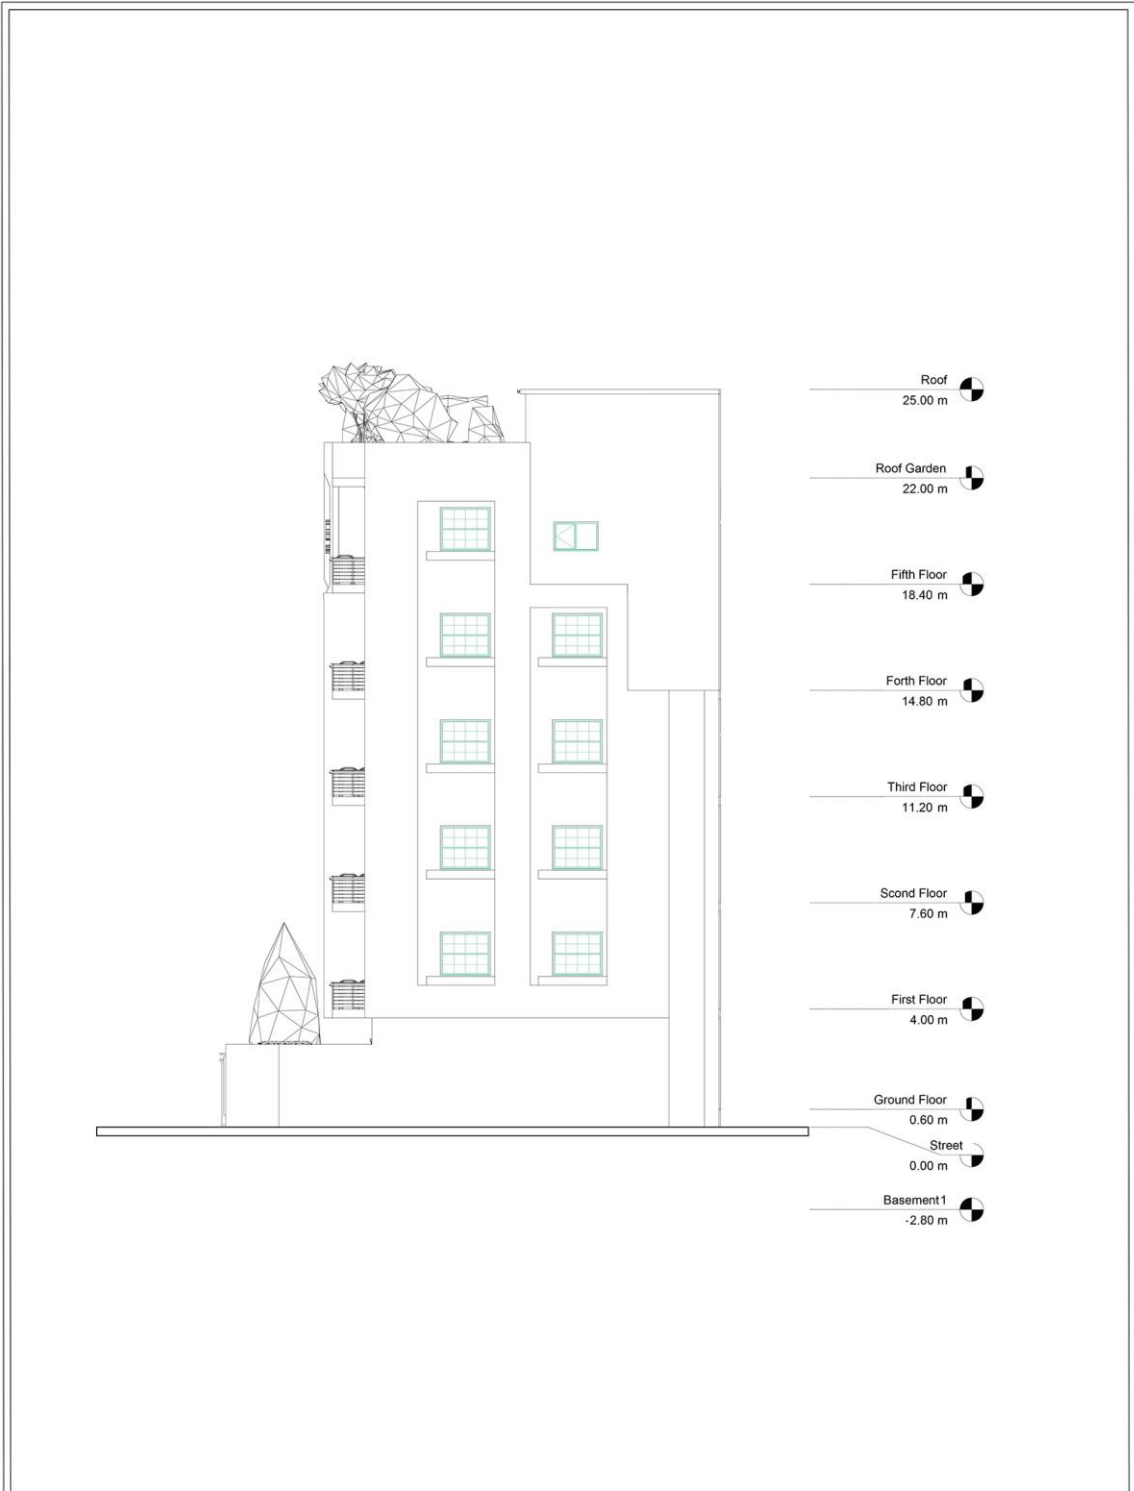 Roof
25.00 m
Roof Garden
22.00 m
Fifth Floor
18.40 m
Forth Floor
14.80 m
Third Floor
11.20 m
Scond Floor
7.60 m
First Floor
4.00 m
Ground Floor
0.60 m
Street
0.00 m
Basement1
-2.80 m